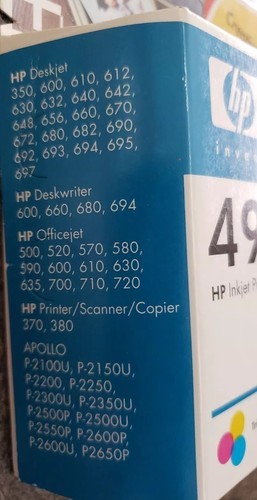 HP Deskjet
350, 600, 610, 612,
630, 632, 640, 642,
648, 656, 660, 670,
672, 680, 682, 690,
692, 693, 694, 695,
697
HP Deskwriter
600, 660, 680, 694
HP Officejet
500, 520, 570, 580,
590, 600, 610, 630,
635, 700, 710, 720
HP Printer/Scanner/Copier
370, 380
APOLLO
P-2100U, P-2150U,
P-2200, P-2250,
P-2300U, P-2350U,
P-2500P, P-2500U,
P-2550P, P-2600P,
P-2600U, P2650P
hp
inve
49
HP Inkjet P